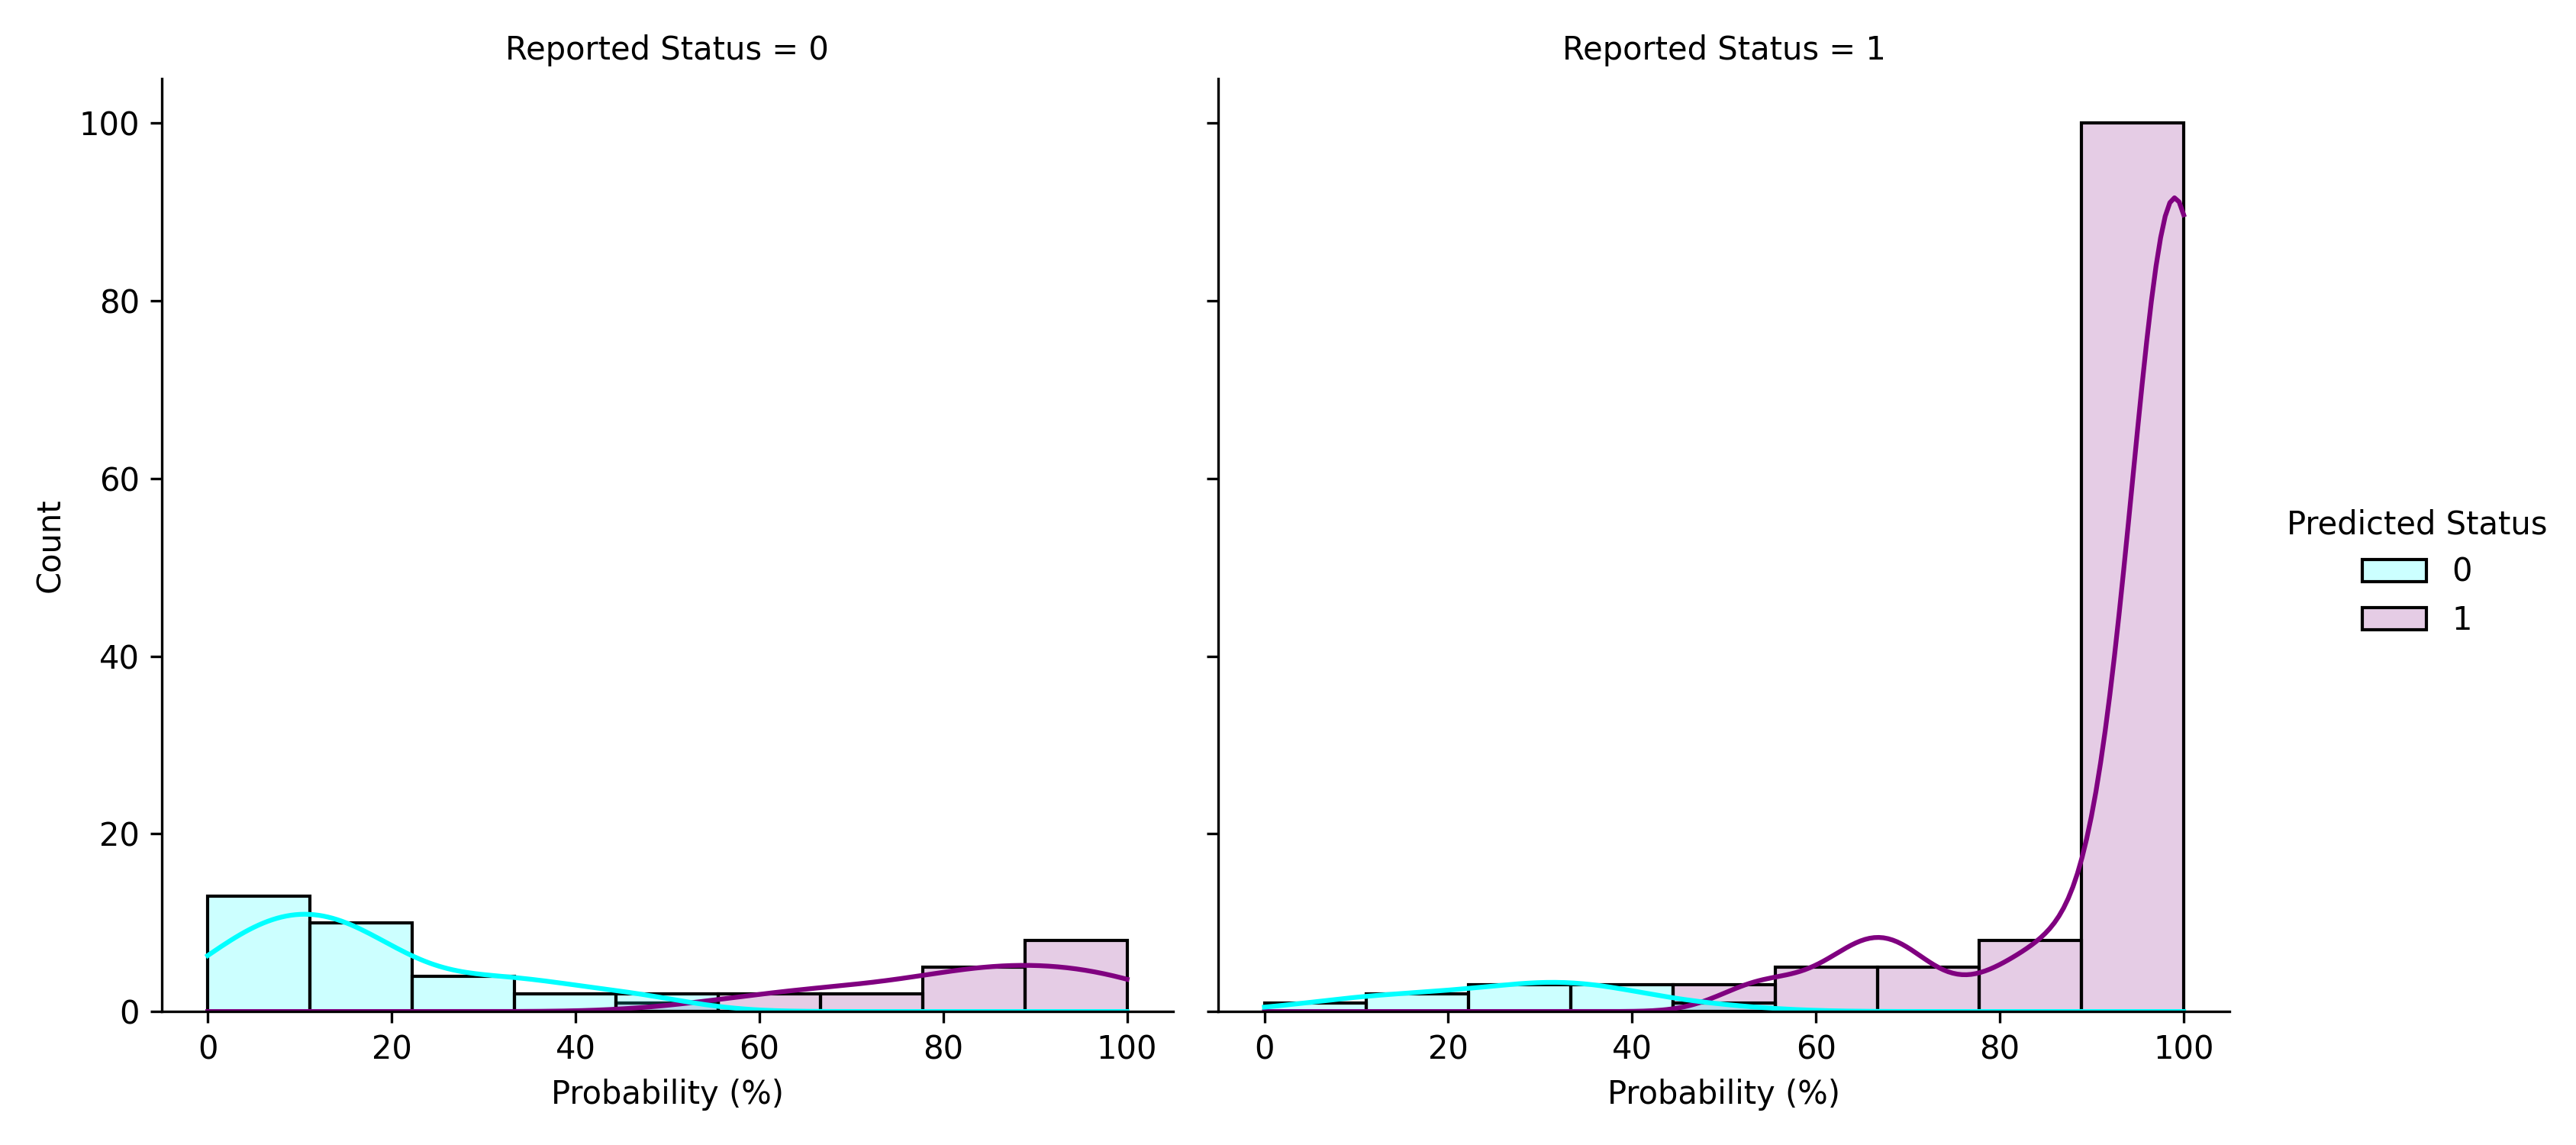 Reported Status = 0
Reported Status = 1
100
80
60
40
20
0
Count
0 20 40 60 80 100
0 20 40 60 80 100
Probability (%)
Probability (%)
Predicted Status
0
1